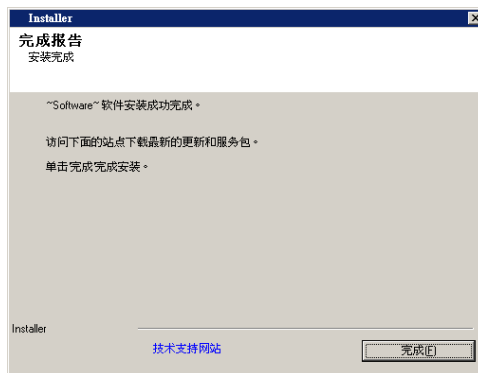 Installer
完成报告
安装完成
~Software~ 软件安装成功完成。
访问下面的站点下载最新的更新和服务包。
单击完成完成安装。
Installer
技术支持网站
完成(F)